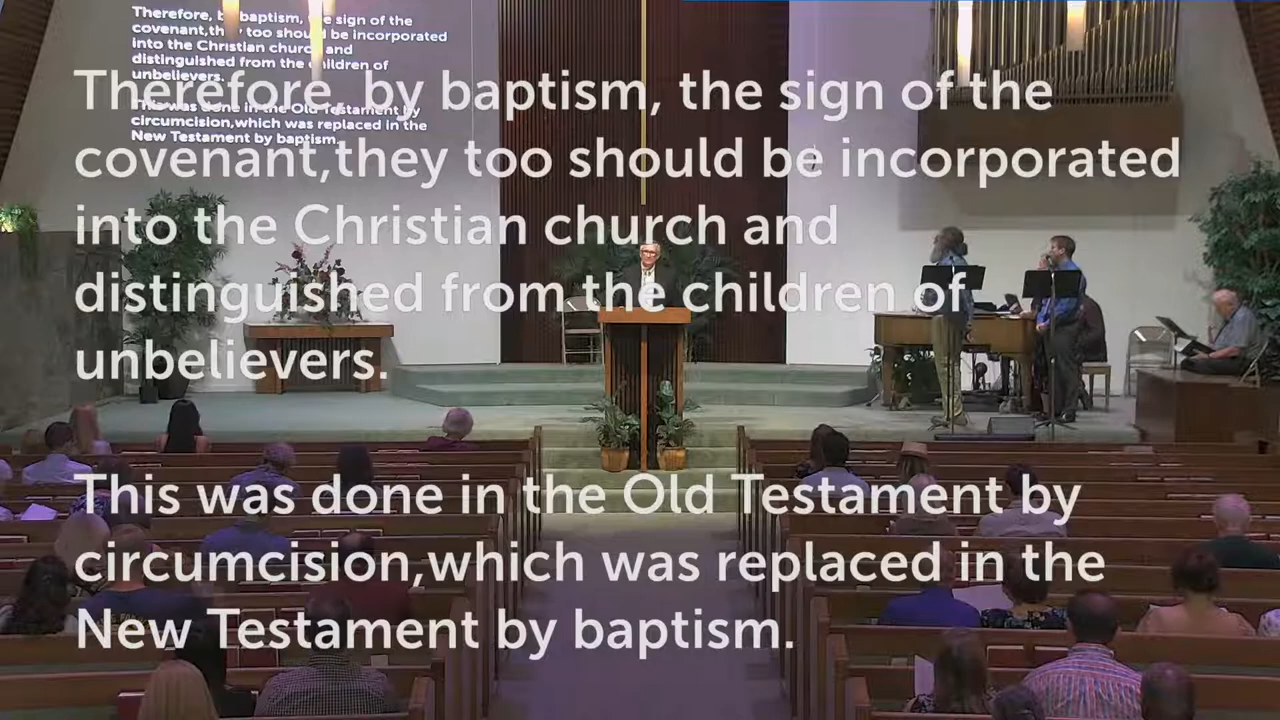 Therefore, by baptism, the sign of the
covenant,they too should be incorporated
into the Christian church and
distinguished from the children of
unbelievers.
This was done in the Old Testament by
circumcision,which was replaced in the
New Testament by baptism.
Therefore, by baptism, the sign of the
covenant,th too should be incorporated
into the Christian church and
distinguished from the children of
unbelievers.
This was done in the Old Testament by
circumcision,which was replaced in the
New Testament by baptism.